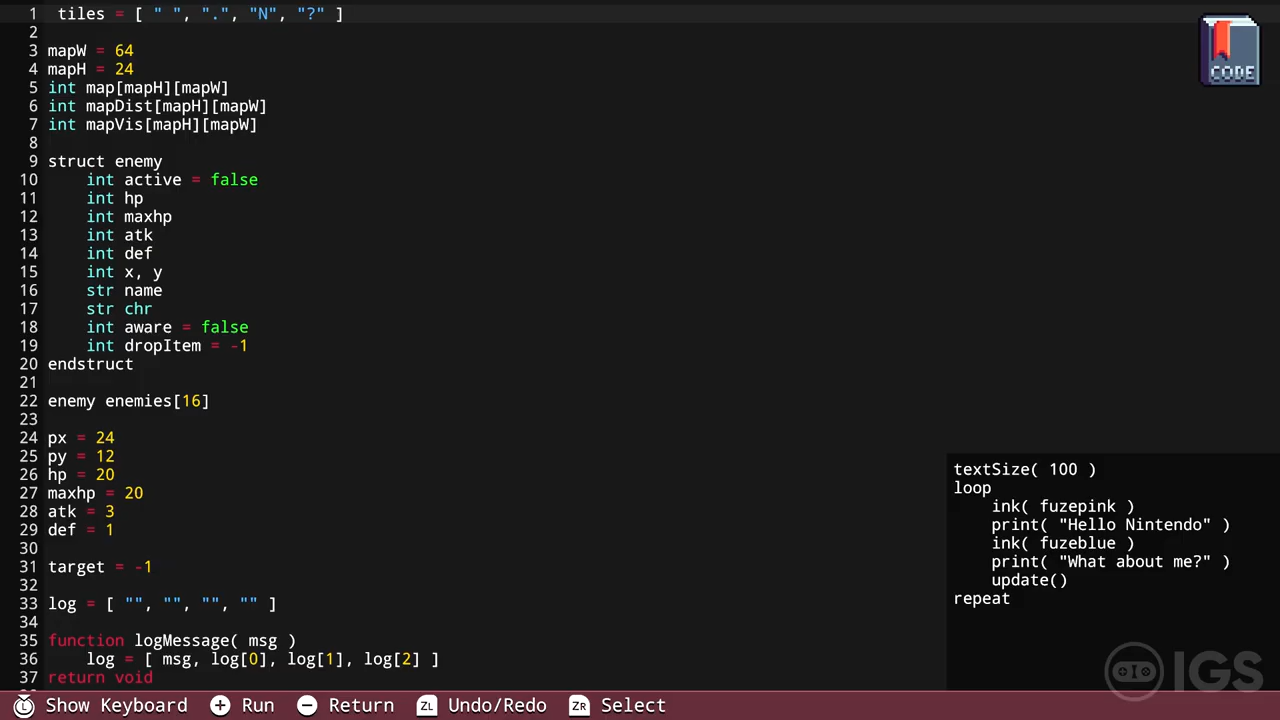 1 tiles = [ " ", ".", "N", "?" ]
2
3 mapW = 64
4 mapH = 24
5 int map[mapH][mapW]
6 int mapDist[mapH][mapW]
7 int mapVis[mapH][mapW]
8
9 struct enemy
10 int active = false
11 int hp
12 int maxhp
13 int atk
14 int def
15 int x, y
16 str name
17 str chr
18 int aware = false
19 int dropItem = -1
20 endstruct
21
22 enemy enemies[16]
23
24 px = 24
25 py = 12
26 hp = 20
27 maxhp = 20
28 atk = 3
29 def = 1
30
31 target = -1
32
33 log = [ "", "", "", "" ]
34
35 function logMessage( msg )
36 log = [ msg, log[0], log[1], log[2] ]
37 return void
CODE
textSize( 100 )
loop
ink( fuzepink )
print( "Hello Nintendo" )
ink( fuzeblue )
print( "What about me?" )
update()
repeat
IGS
L Show Keyboard + Run - Return ZL Undo/Redo ZR Select